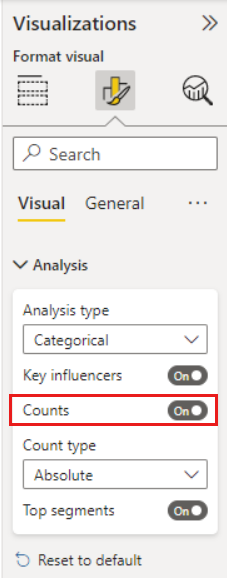 Visualizations
Format visual
Search
Visual General ...
Analysis
Analysis type
Categorical
Key influencers On
Counts On
Count type
Absolute
Top segments On
Reset to default